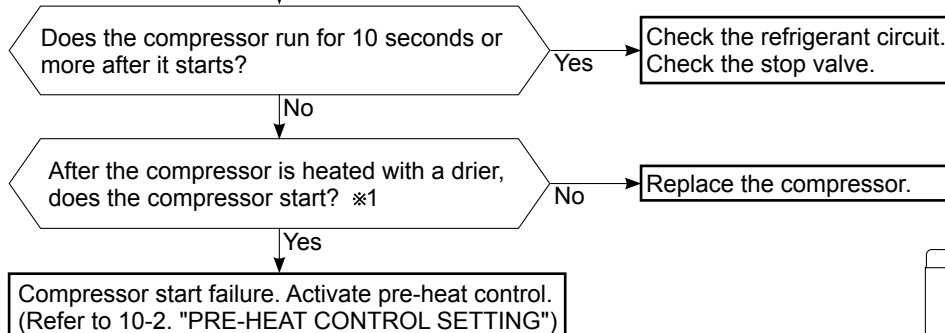 Does the compressor run for 10 seconds or
more after it starts?
Yes
Check the refrigerant circuit.
Check the stop valve.
No
After the compressor is heated with a drier,
does the compressor start? ※1
No
Replace the compressor.
Yes
Compressor start failure. Activate pre-heat control.
(Refer to 10-2. "PRE-HEAT CONTROL SETTING")